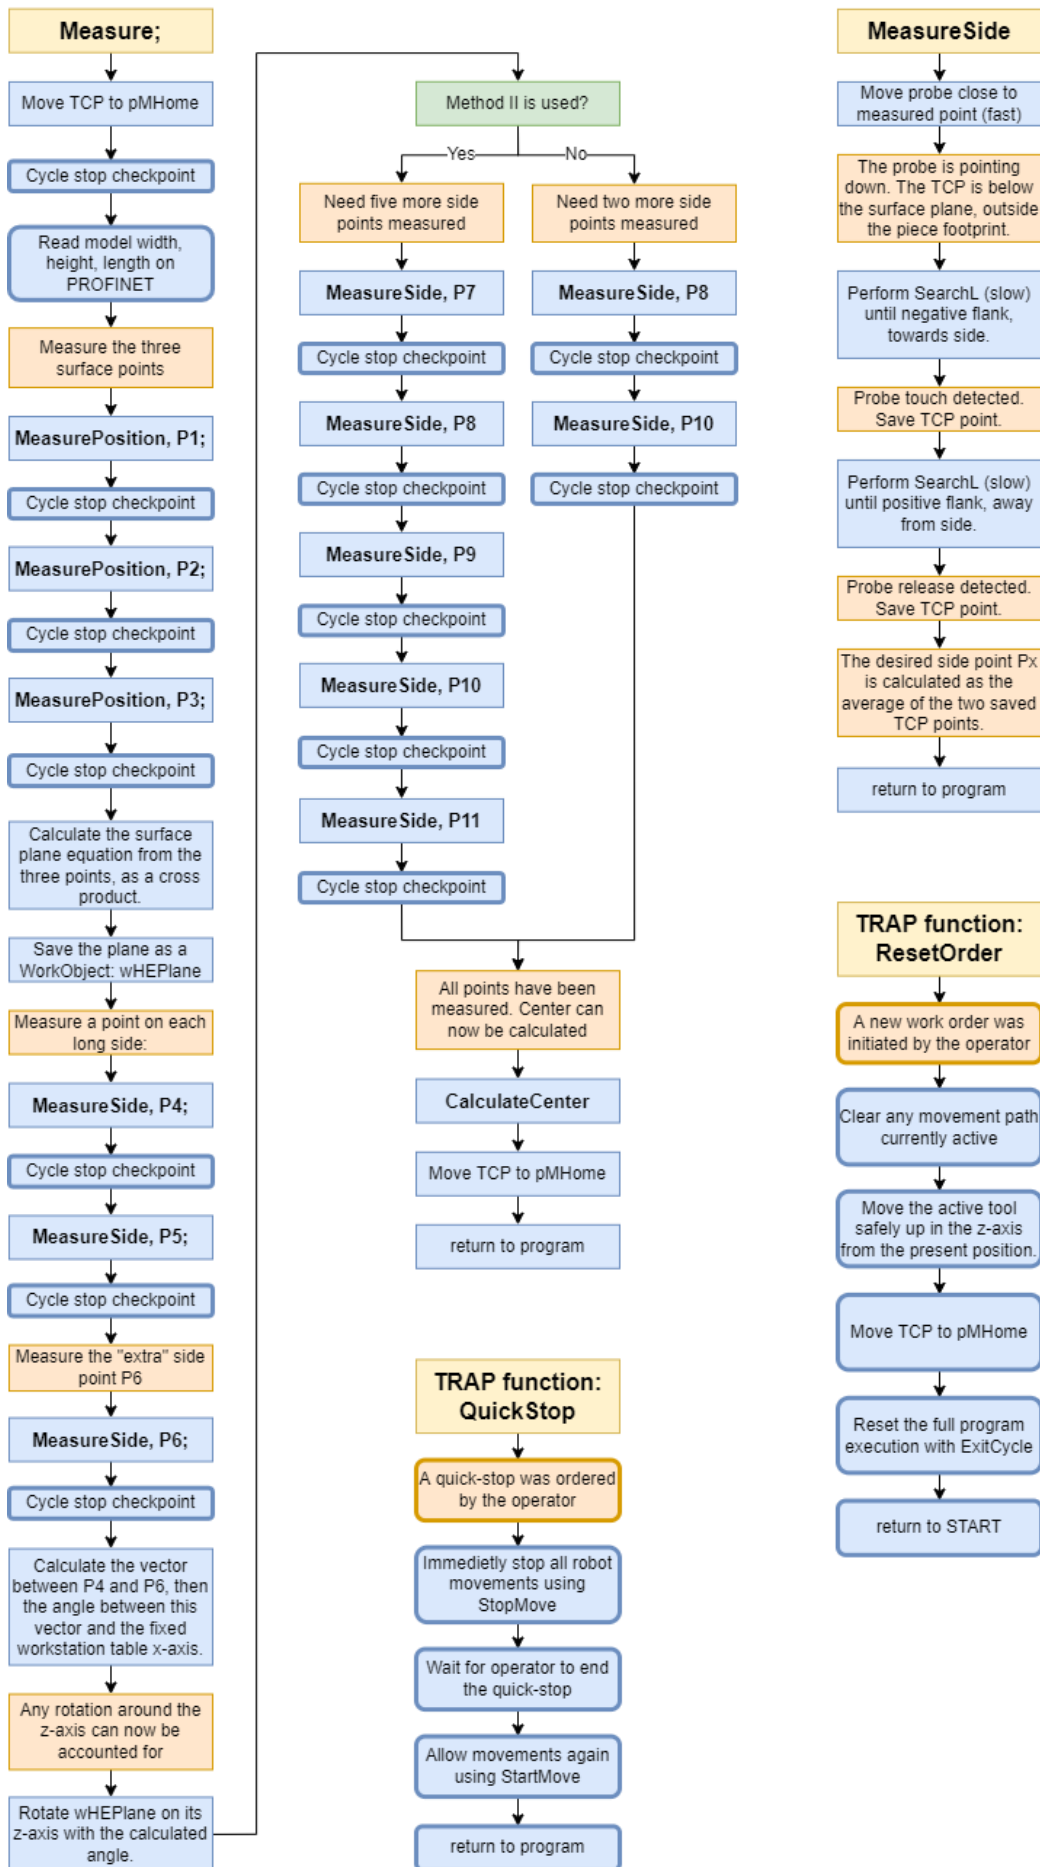 Measure;
Move TCP to pMHome
Cycle stop checkpoint
Read model width,
height, length on
PROFINET
Measure the three
surface points
MeasurePosition, P1;
Cycle stop checkpoint
MeasurePosition, P2;
Cycle stop checkpoint
MeasurePosition, P3;
Cycle stop checkpoint
Calculate the surface
plane equation from the
three points, as a cross
product.
Save the plane as a
WorkObject: wHEPlane
Measure a point on each
long side:
MeasureSide, P4;
Cycle stop checkpoint
MeasureSide, P5;
Cycle stop checkpoint
Measure the "extra" side
point P6
MeasureSide, P6;
Cycle stop checkpoint
Calculate the vector
between P4 and P6, then
the angle between this
vector and the fixed
workstation table x-axis.
Any rotation around the
z-axis can now be
accounted for
Rotate wHEPlane on its
z-axis with the calculated
angle.
Method II is used?
Yes
No
Need five more side
points measured
MeasureSide, P7
Cycle stop checkpoint
MeasureSide, P8
Cycle stop checkpoint
MeasureSide, P9
Cycle stop checkpoint
MeasureSide, P10
Cycle stop checkpoint
MeasureSide, P11
Cycle stop checkpoint
Need two more side
points measured
MeasureSide, P8
Cycle stop checkpoint
MeasureSide, P10
Cycle stop checkpoint
All points have been
measured. Center can
now be calculated
CalculateCenter
Move TCP to pMHome
return to program
TRAP function:
QuickStop
A quick-stop was ordered
by the operator
Immedietly stop all robot
movements using
StopMove
Wait for operator to end
the quick-stop
Allow movements again
using StartMove
return to program
MeasureSide
Move probe close to
measured point (fast)
The probe is pointing
down. The TCP is below
the surface plane, outside
the piece footprint.
Perform SearchL (slow)
until negative flank,
towards side.
Probe touch detected.
Save TCP point.
Perform SearchL (slow)
until positive flank, away
from side.
Probe release detected.
Save TCP point.
The desired side point Px
is calculated as the
average of the two saved
TCP points.
return to program
TRAP function:
ResetOrder
A new work order was
initiated by the operator
Clear any movement path
currently active
Move the active tool
safely up in the z-axis
from the present position.
Move TCP to pMHome
Reset the full program
execution with ExitCycle
return to START